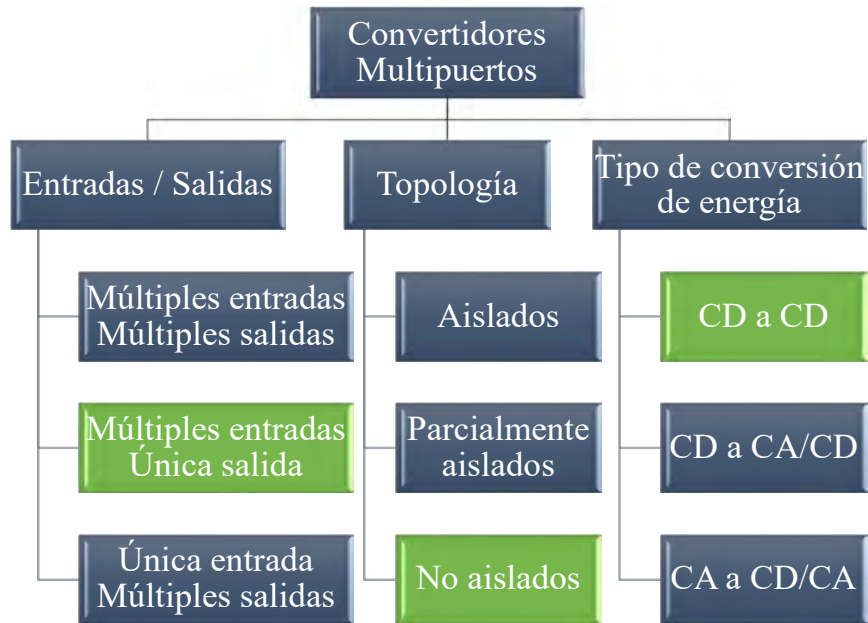 Convertidores
Multipuertos
Entradas / Salidas
Topología
Tipo de conversión
de energía
Múltiples entradas
Múltiples salidas
Aislados
CD a CD
Múltiples entradas
Única salida
Parcialmente
aislados
CD a CA/CD
Única entrada
Múltiples salidas
No aislados
CA a CD/CA